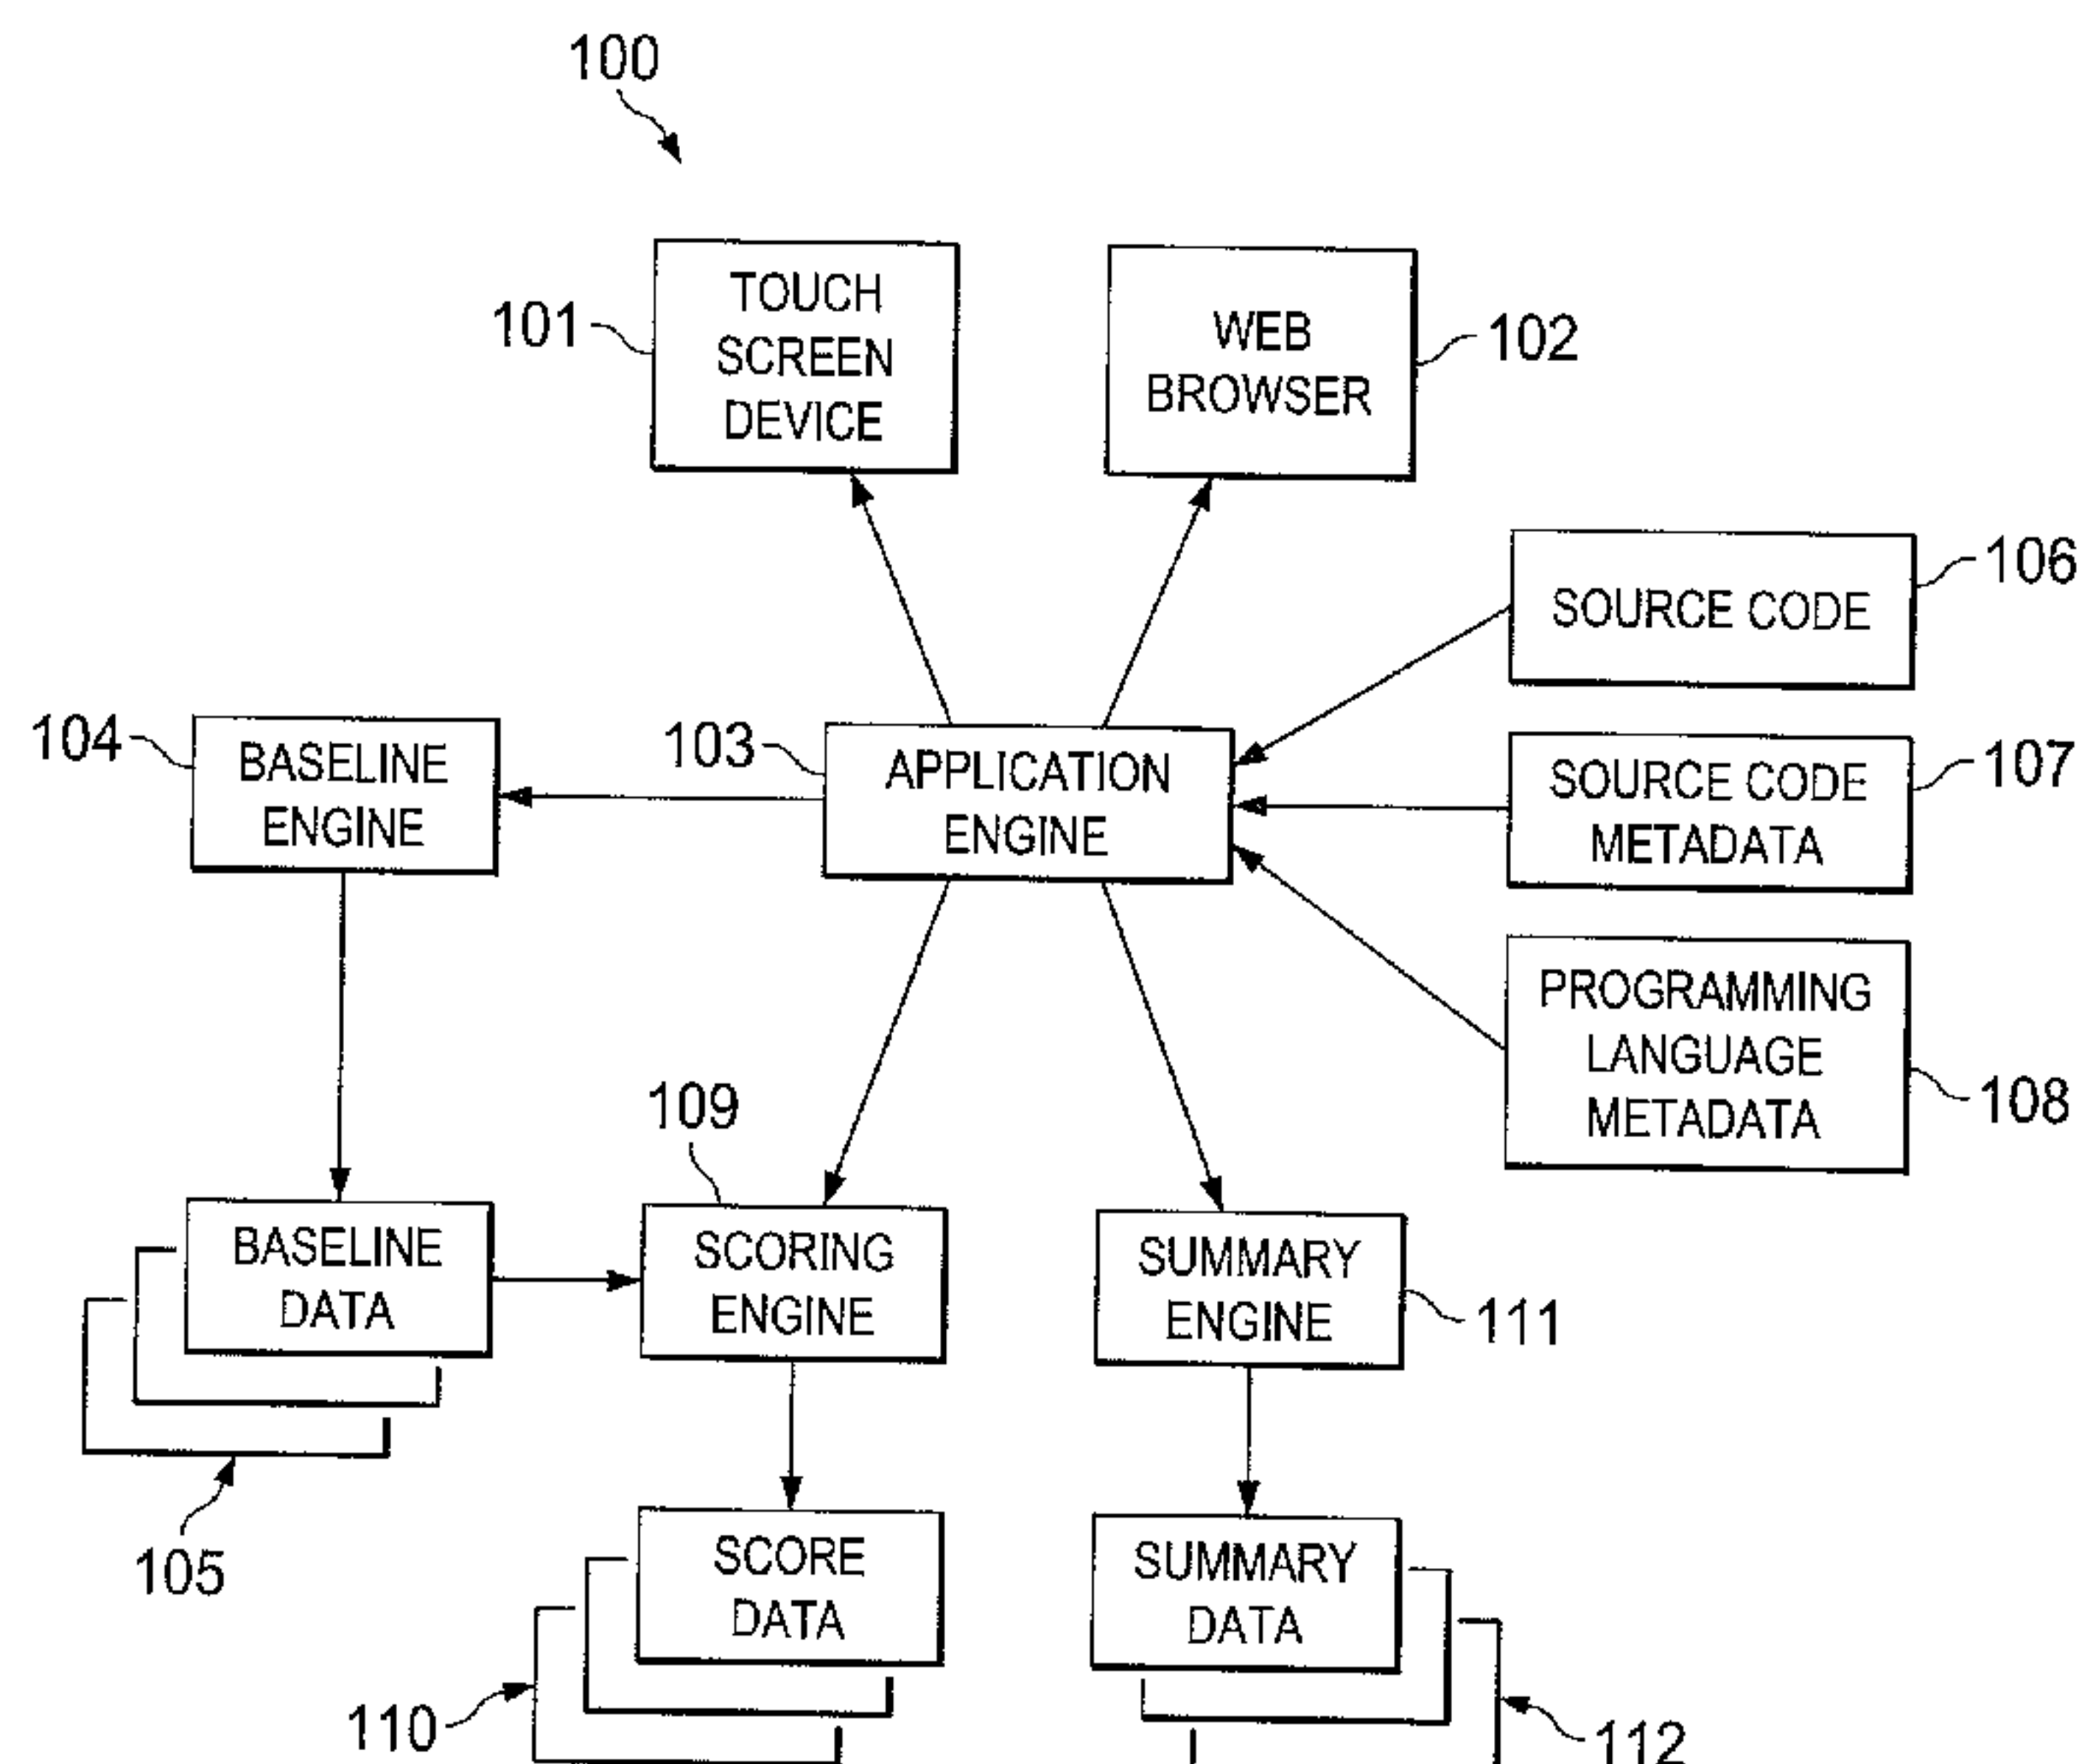 100
TOUCH
SCREEN
DEVICE
101
WEB
BROWSER
102
SOURCE CODE
106
104
BASELINE
ENGINE
103
APPLICATION
ENGINE
SOURCE CODE
METADATA
107
PROGRAMMING
LANGUAGE
METADATA
108
109
BASELINE
DATA
SCORING
ENGINE
SUMMARY
ENGINE
111
105
SCORE
DATA
SUMMARY
DATA
110
112